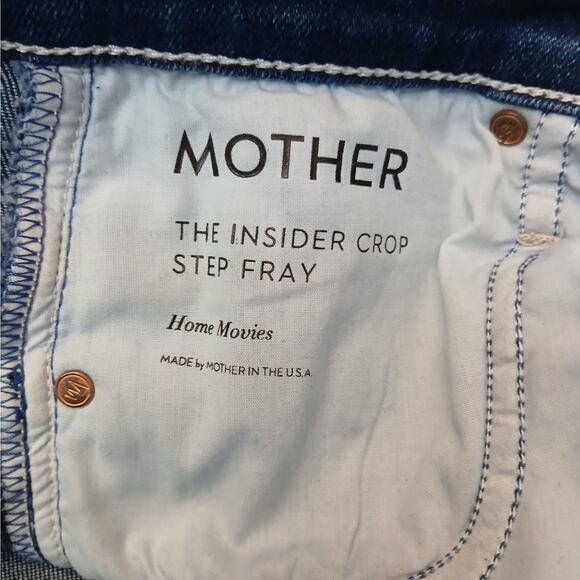 MOTHER
THE INSIDER CROP
STEP FRAY
Home Movies
MADE by MOTHER IN THE U.S.A.